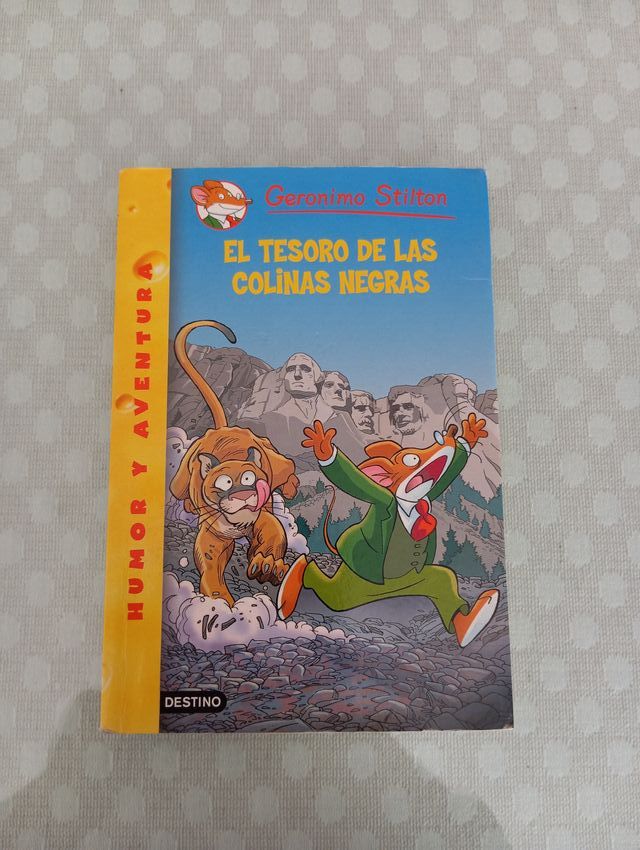 Geronimo Stilton
EL TESORO DE LAS
COLINAS NEGRAS
HUMOR Y AVENTURA
DESTINO